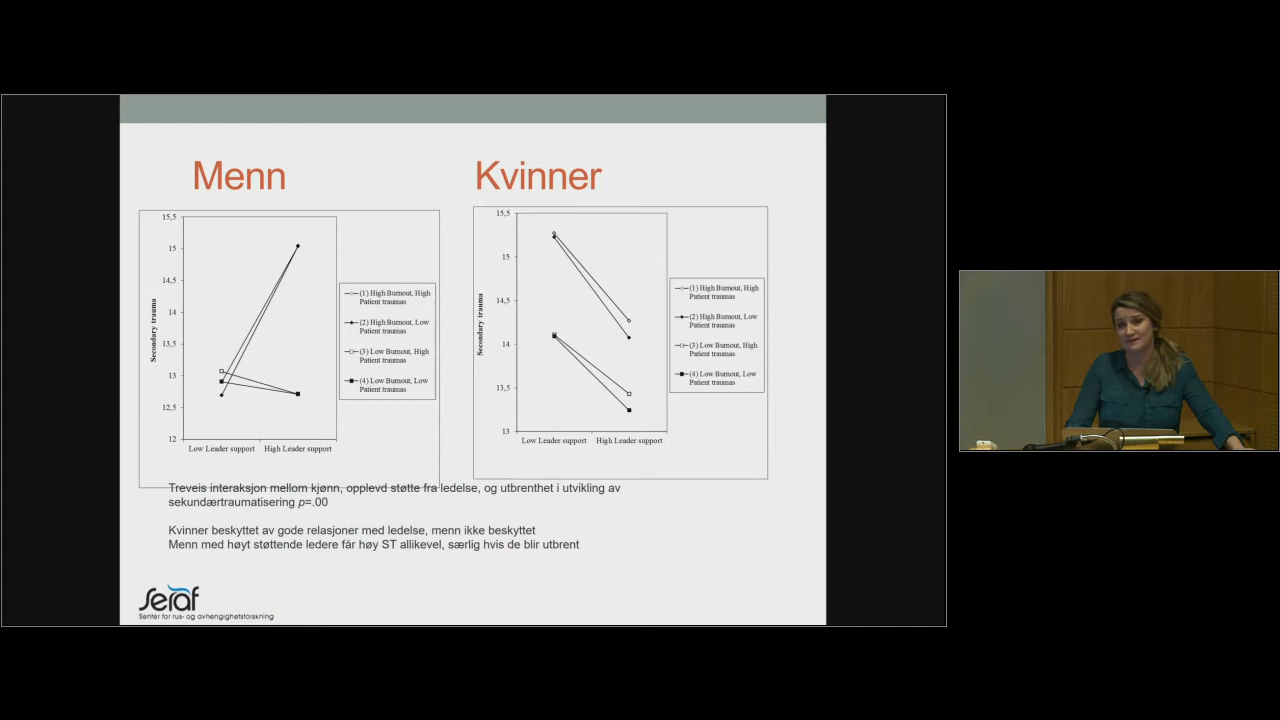 Menn
Kvinner
15,5
15
14,5
14
13,5
13
12,5
12
Secondary trauma
Low Leader support
High Leader support
(1) High Burnout, High
Patient traumas
(2) High Burnout, Low
Patient traumas
(3) Low Burnout, High
Patient traumas
(4) Low Burnout, Low
Patient traumas
15,5
15
14,5
14
13,5
13
Secondary trauma
Low Leader support
High Leader support
(1) High Burnout, High
Patient traumas
(2) High Burnout, Low
Patient traumas
(3) Low Burnout, High
Patient traumas
(4) Low Burnout, Low
Patient traumas
Treveis interaksjon mellom kjønn, opplevd støtte fra ledelse, og utbrenthet i utvikling av
sekundærtraumatisering p=.00
Kvinner beskyttet av gode relasjoner med ledelse, menn ikke beskyttet
Menn med høyt støttende ledere får høy ST allikevel, særlig hvis de blir utbrent
seraf
Senter for rus- og avhengighetsforskning